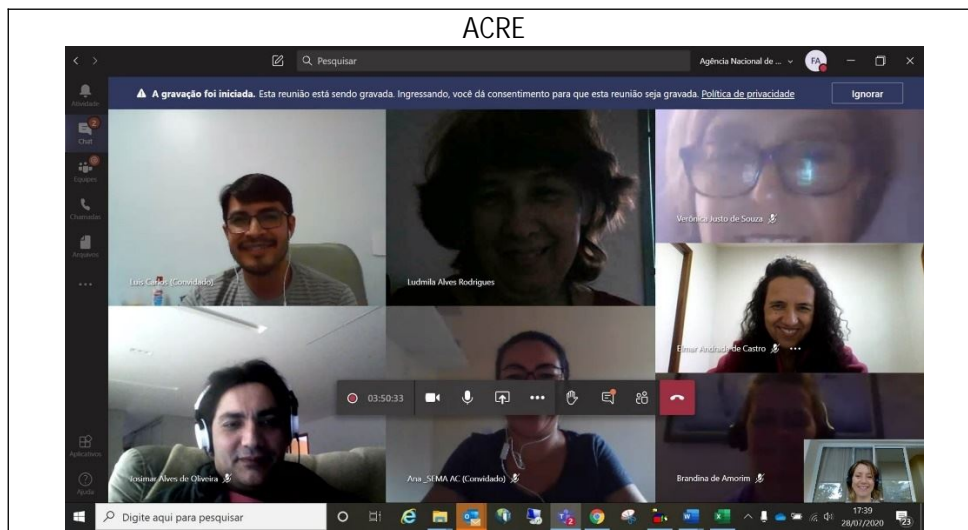 ACRE
Pesquisar
Agência Nacional de ...
FA
A gravação foi iniciada. Esta reunião está sendo gravada. Ingressando, você dá consentimento para que esta reunião seja gravada. Política de privacidade
Ignorar
Atividade
Chat
2
Equipes
Chamadas
Arquivos
Aplicativos
Ajuda
Luis Carlos (Convidado)
Ludmila Alves Rodrigues
Verônica Justo de Souza
Elmar Andrade de Castro
03:50:33
Josimar Alves de Oliveira
Ana_SEMA AC (Convidado)
Brandina de Amorim
Digite aqui para pesquisar
17:39
28/07/2020
23